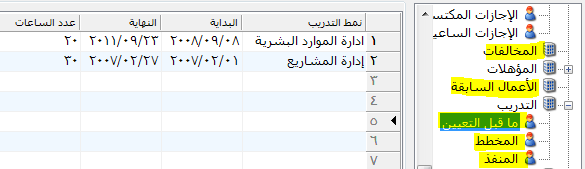 الإجازات المكتس
الإجازات الساعي
المخالفات
المؤهلات
الأعمال السابقة
التدريب
ما قبل التعيين
المخطط
المنفذ
نمط التدريب البداية النهاية عدد الساعات
١ ادارة الموارد البشرية ٢٠٠٨/٠٩/٠٨ ٢٠١١/٠٩/٢٣ ٢٠
٢ إدارة المشاريع ٢٠٠٧/٠٢/٠١ ٢٠٠٧/٠٢/٢٧ ٣٠
٣
٤
٥
٦
٧